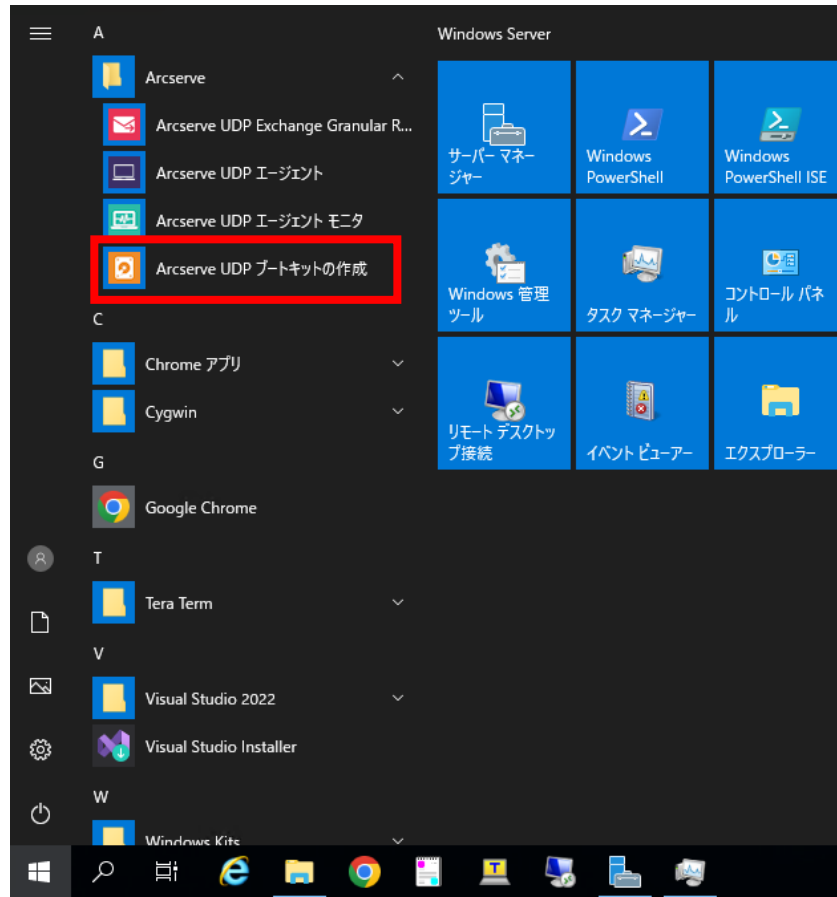 A
Arcserve
Arcserve UDP Exchange Granular R...
Arcserve UDP エージェント
Arcserve UDP エージェント モニタ
Arcserve UDP ブートキットの作成
C
Chrome アプリ
Cygwin
G
Google Chrome
T
Tera Term
V
Visual Studio 2022
Visual Studio Installer
W
Windows Kits
Windows Server
サーバー マネー
ジャー
Windows
PowerShell
Windows
PowerShell ISE
Windows 管理
ツール
タスク マネージャー
コントロール パネ
ル
リモート デスクトッ
プ接続
イベント ビューアー
エクスプローラー